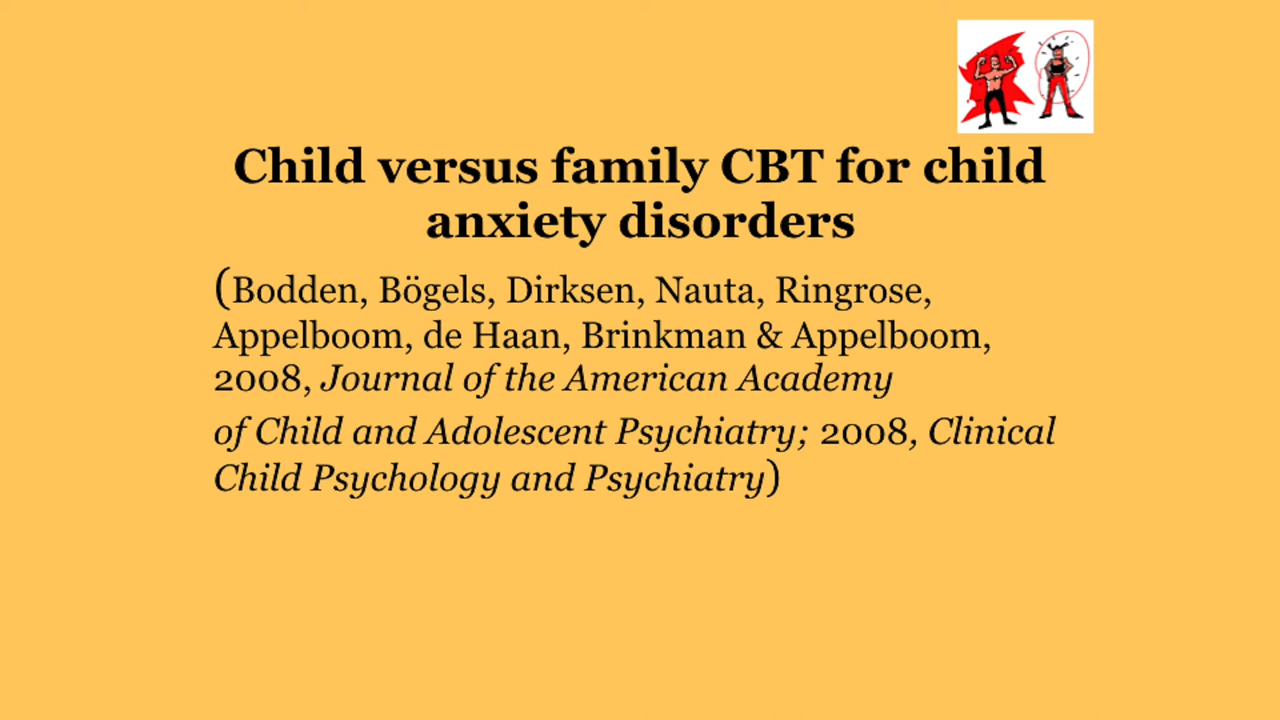 Child versus family CBT for child
anxiety disorders
(Bodden, Bögels, Dirksen, Nauta, Ringrose,
Appelboom, de Haan, Brinkman & Appelboom,
2008, Journal of the American Academy
of Child and Adolescent Psychiatry; 2008, Clinical
Child Psychology and Psychiatry)